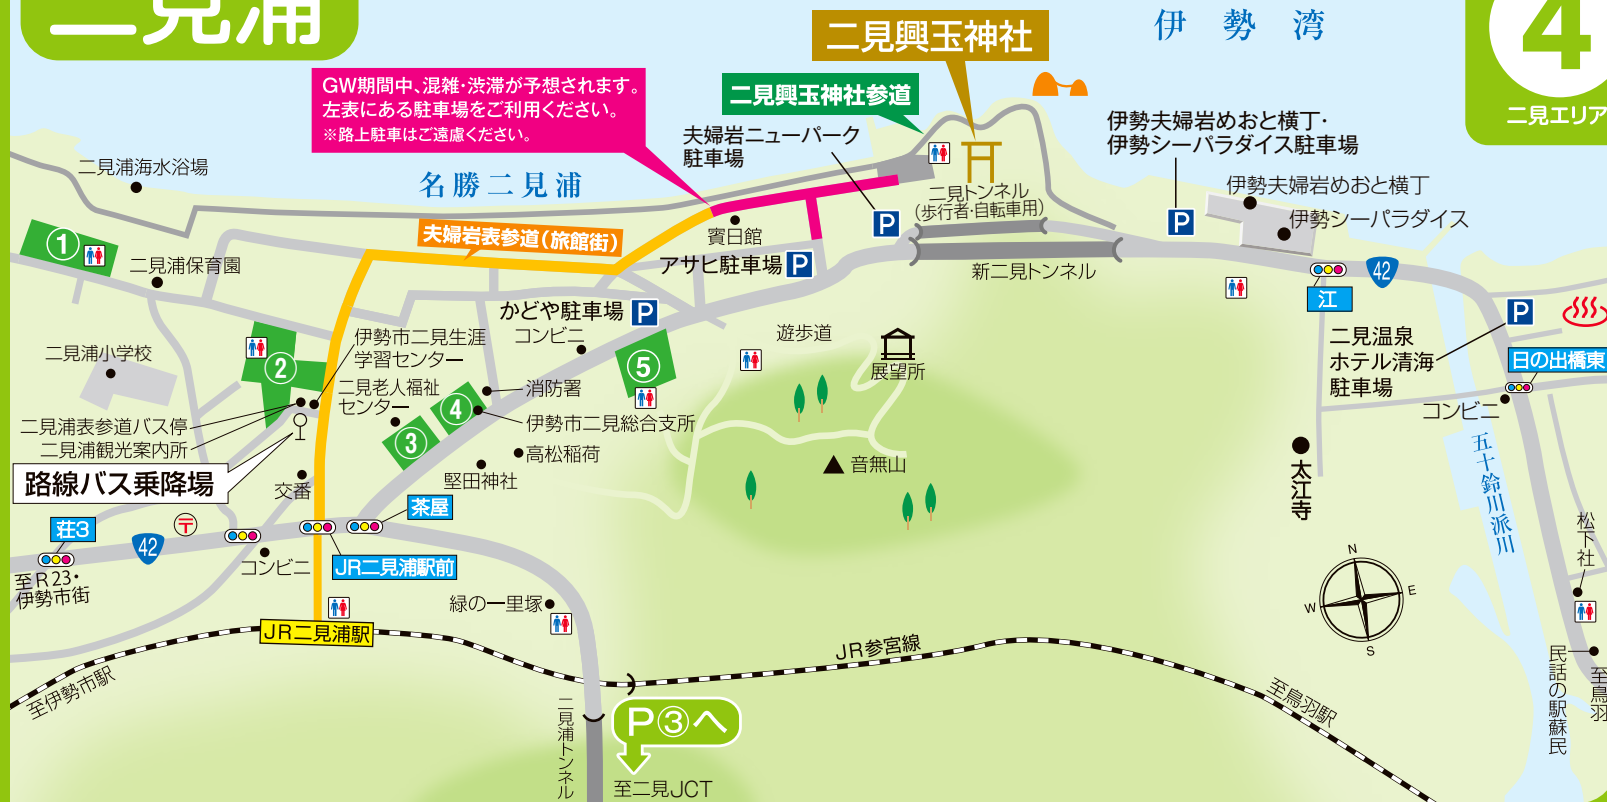 二見浦
伊勢湾
4
二見エリア
二見興玉神社
GW期間中、混雑・渋滞が予想されます。
左表にある駐車場をご利用ください。
※路上駐車はご遠慮ください。
二見興玉神社参道
夫婦岩ニューパーク
駐車場
伊勢夫婦岩めおと横丁・
伊勢シーパラダイス駐車場
二見浦海水浴場
名勝二見浦
二見トンネル
（歩行者・自転車用）
伊勢夫婦岩めおと横丁
伊勢シーパラダイス
P
P
①
夫婦岩表参道（旅館街）
賓日館
アサヒ駐車場
P
新二見トンネル
二見浦保育園
42
江
かどや駐車場
P
コンビニ
P
二見温泉
ホテル清海
駐車場
日の出橋東
コンビニ
伊勢市二見生涯
学習センター
遊歩道
展望所
二見浦小学校
②
二見老人福祉
センター
消防署
⑤
④
伊勢市二見総合支所
③
二見浦表参道バス停
二見浦観光案内所
高松稲荷
堅田神社
音無山
太江寺
五十鈴川派川
路線バス乗降場
交番
茶屋
荘3
42
〒
コンビニ
JR二見浦駅前
至R23・
伊勢市街
松下社
N
E
W
S
緑の一里塚
JR二見浦駅
JR参宮線
至伊勢市駅
至鳥羽駅
民話の駅蘇民
至鳥羽
二見浦トンネル
P③へ
至二見JCT